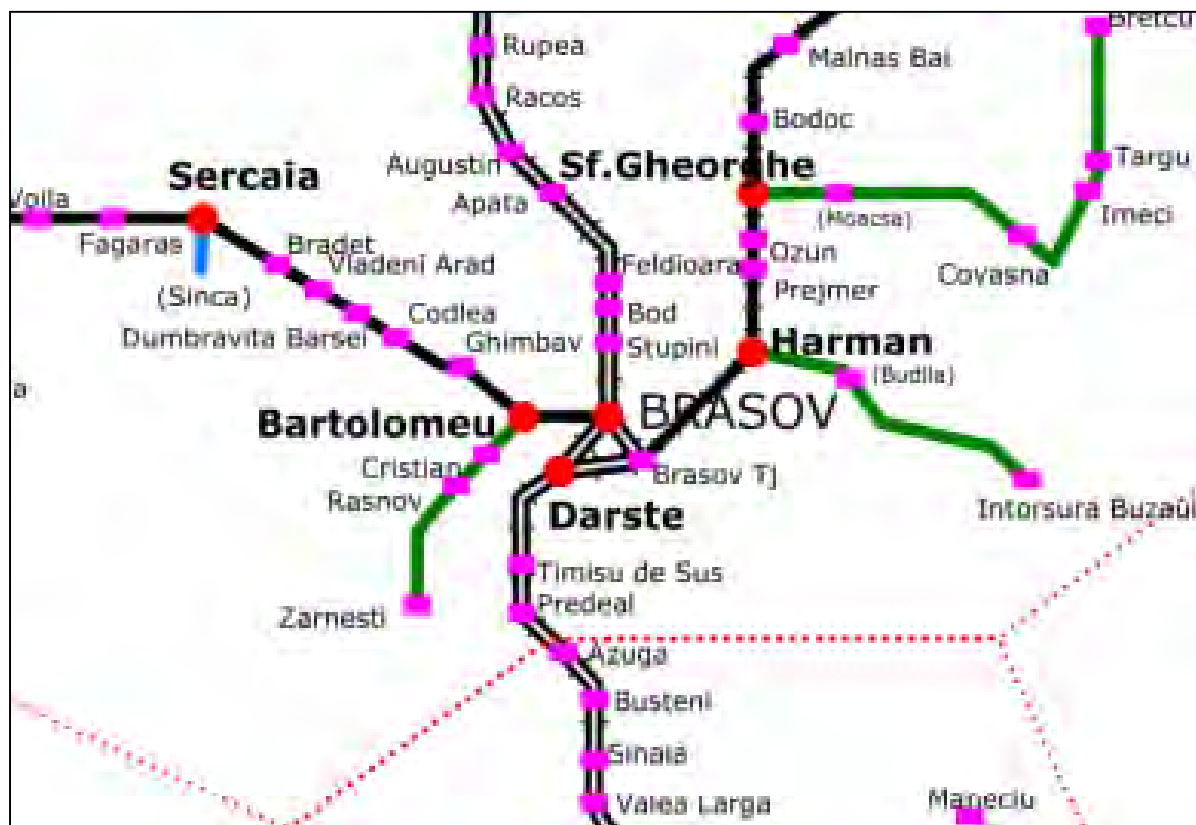 Bretcu
Rupea
Malnas Bai
Racos
Bodoc
Augustin
Sf.Gheorghe
Targu
Sercaia
Apata
Imeci
Voila
(Moacsa)
Fagaras
Bradet
Ozun
Vladeni Arad
Feldioara
Covasna
(Sinca)
Prejmer
Codlea
Bod
Dumbravita Barsei
Ghimbav
Stupini
Harman
(Budila)
a
BRASOV
Bartolomeu
Cristian
Brasov Tj
Rasnov
Intorsura Buzaûi
Darste
Timisu de Sus
Predeal
Zarnesti
Azuga
Busteni
Sinaia
Valea Larga
Maneciu